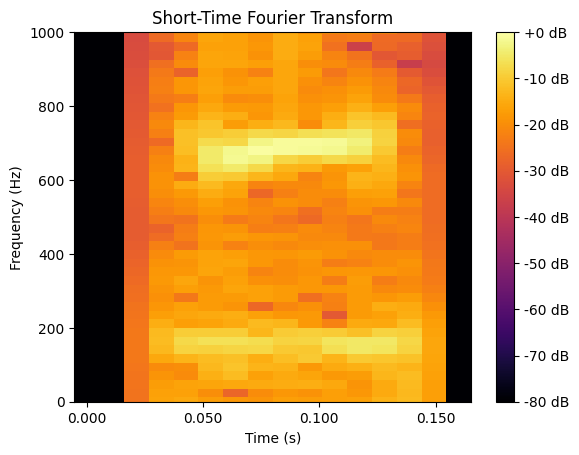 Short-Time Fourier Transform
1000
800
600
400
200
0
Frequency (Hz)
0.000
0.050
0.100
0.150
Time (s)
+0 dB
-10 dB
-20 dB
-30 dB
-40 dB
-50 dB
-60 dB
-70 dB
-80 dB